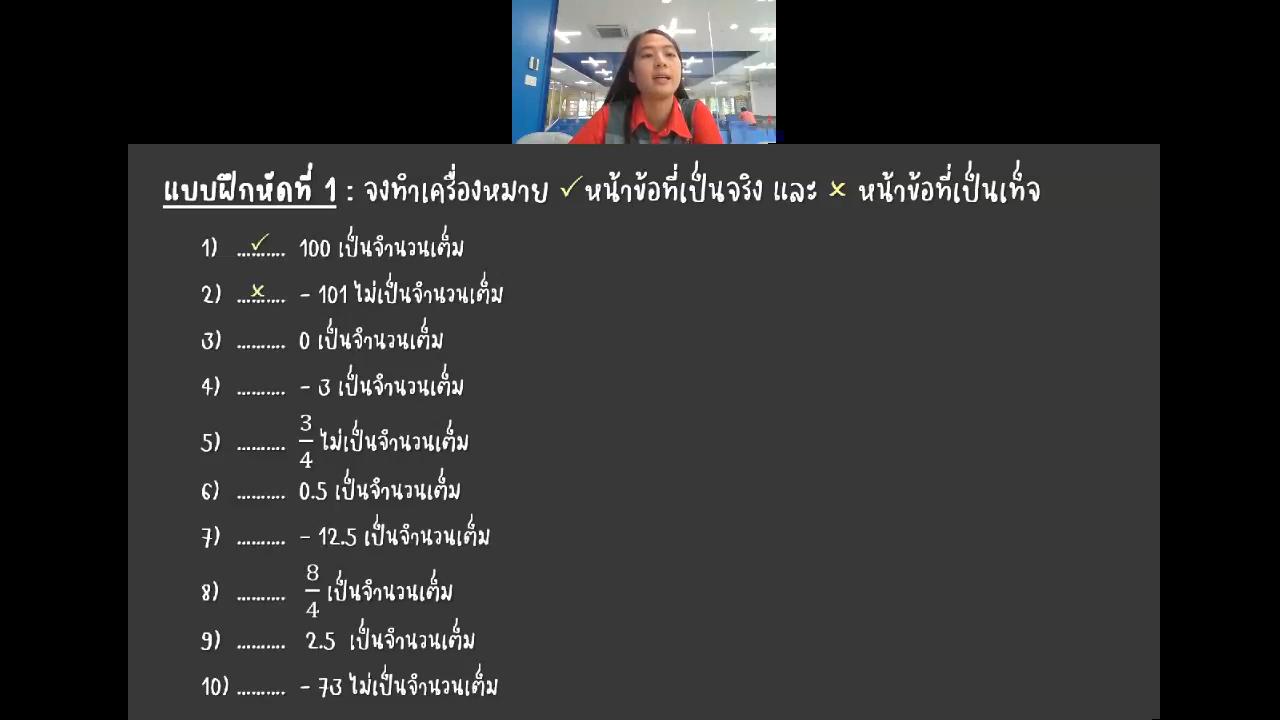 แบบฝึกหัดที่ 1 : จงทำเครื่องหมาย ✓ หน้าข้อที่เป็นจริง และ × หน้าข้อที่เป็นเท็จ
1) ....✓.... 100 เป็นจำนวนเต็ม
2) ....×.... - 101 ไม่เป็นจำนวนเต็ม
3) .......... 0 เป็นจำนวนเต็ม
4) .......... - 3 เป็นจำนวนเต็ม
5) .......... 3/4 ไม่เป็นจำนวนเต็ม
6) .......... 0.5 เป็นจำนวนเต็ม
7) .......... - 12.5 เป็นจำนวนเต็ม
8) .......... 8/4 เป็นจำนวนเต็ม
9) .......... 2.5 เป็นจำนวนเต็ม
10) .......... - 73 ไม่เป็นจำนวนเต็ม